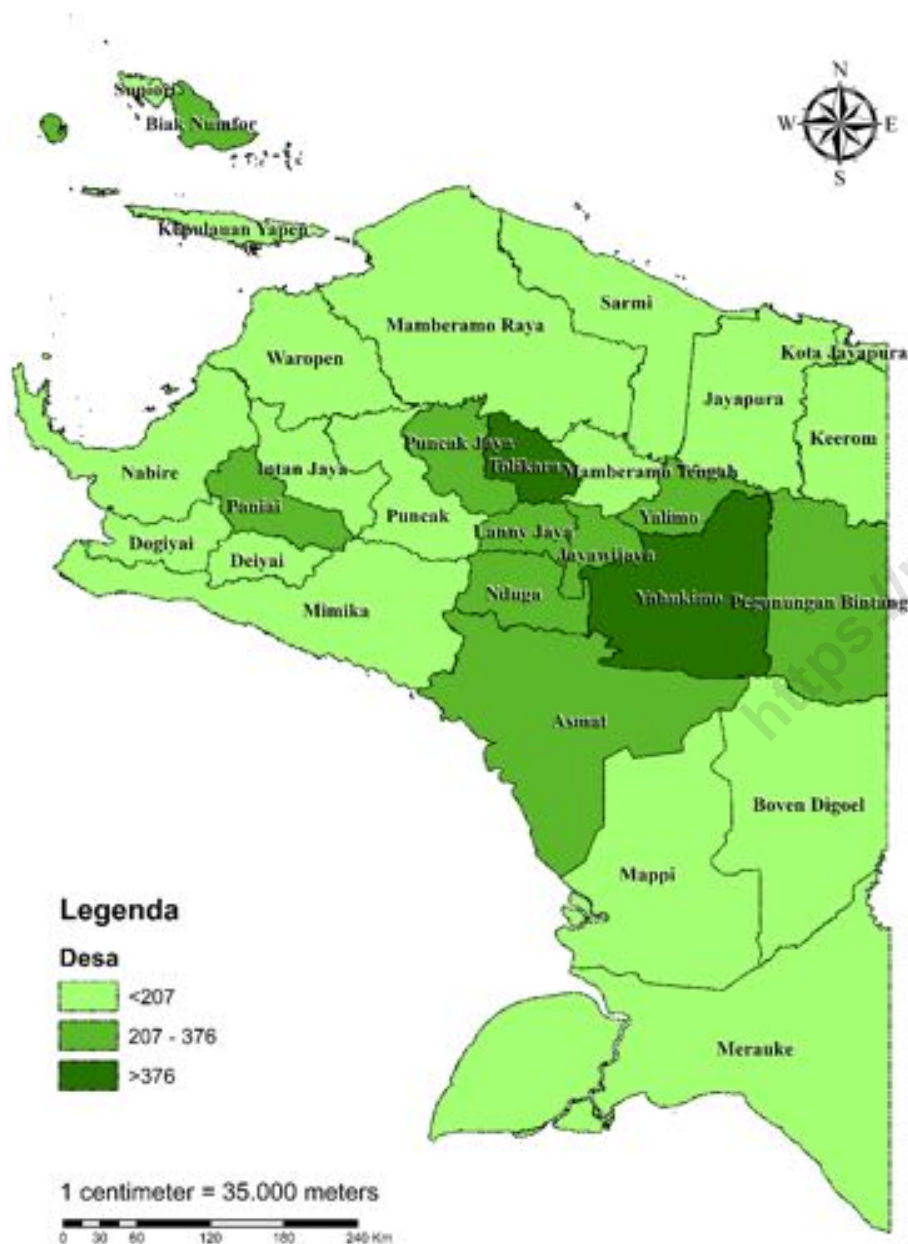 N
W E
S
Supiori
Biak Numfor
Kepulauan Yapen
Sarmi
Mamberamo Raya
Waropen
Kota Jayapura
Jayapura
Keerom
Puncak Jaya
Tolikara
Mamberamo Tengah
Intan Jaya
Nabire
Paniai
Puncak
Yalimo
Lanny Jaya
Jayawijaya
Dogiyai
Deiyai
Nduga
Yahukimo
Pegunungan Bintang
Mimika
https://
Asmat
Boven Digoel
Mappi
Merauke
Legenda
Desa
<207
207 - 376
>376
1 centimeter = 35.000 meters
0 30 60 120 180 240 Km